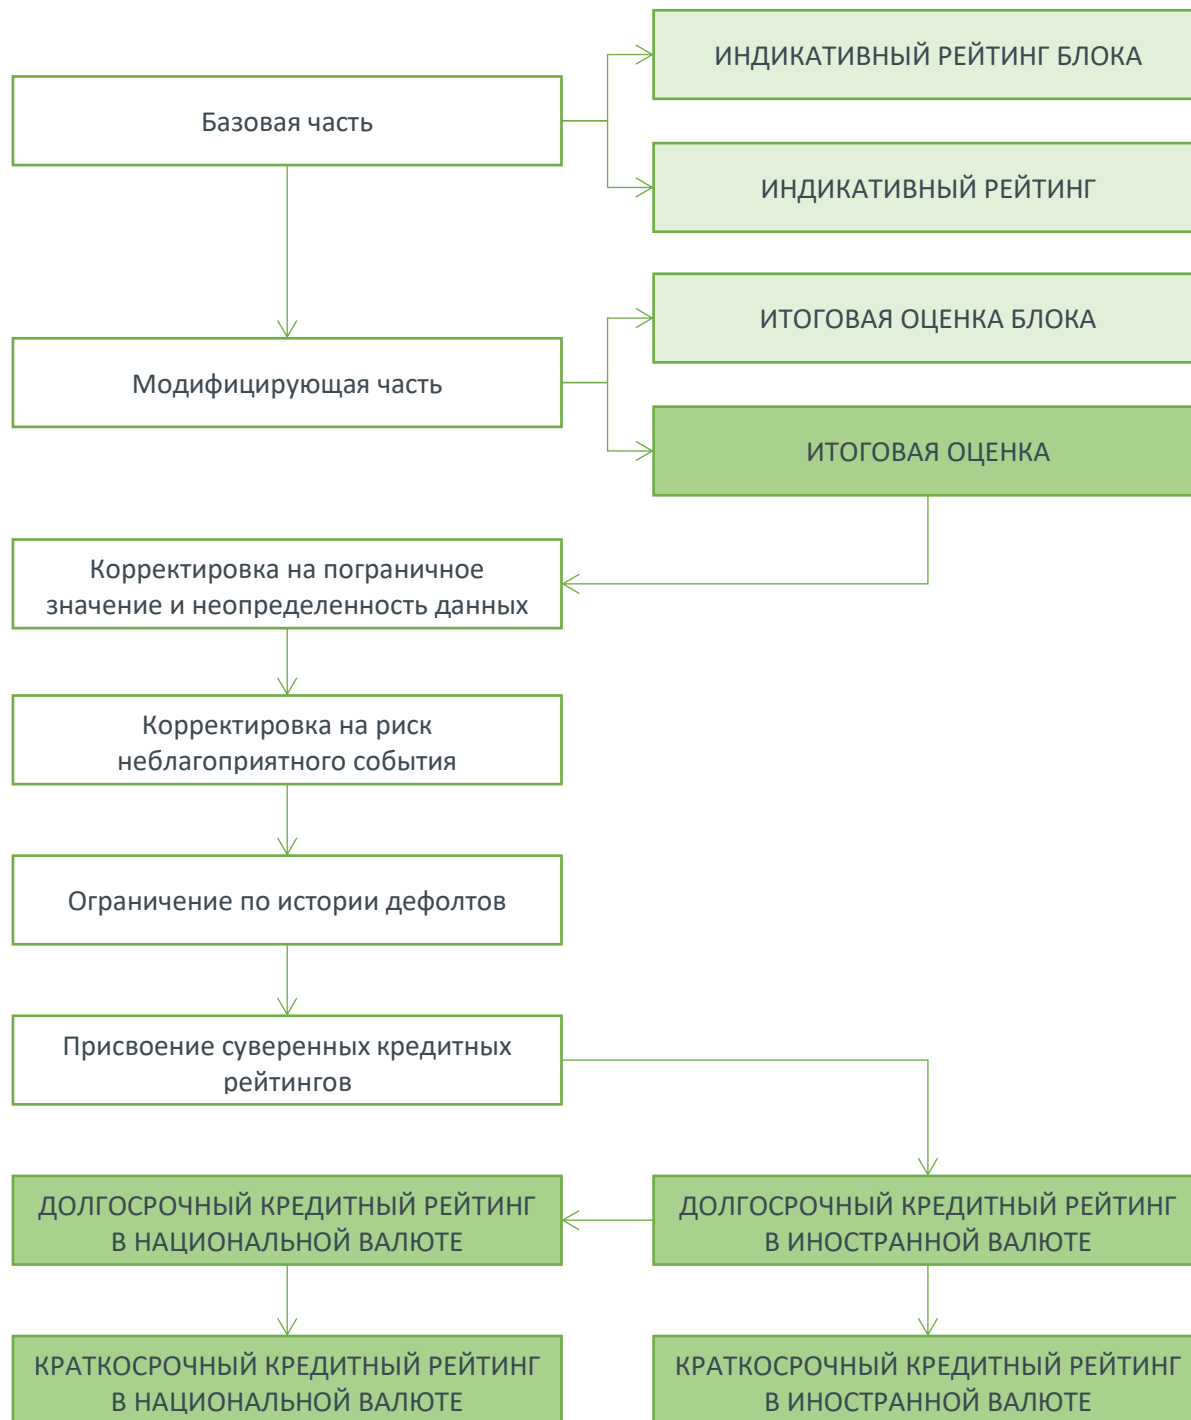 ИНДИКАТИВНЫЙ РЕЙТИНГ БЛОКА
Базовая часть
ИНДИКАТИВНЫЙ РЕЙТИНГ
ИТОГОВАЯ ОЦЕНКА БЛОКА
Модифицирующая часть
ИТОГОВАЯ ОЦЕНКА
Корректировка на пограничное
значение и неопределенность данных
Корректировка на риск
неблагоприятного события
Ограничение по истории дефолтов
Присвоение суверенных кредитных
рейтингов
ДОЛГОСРОЧНЫЙ КРЕДИТНЫЙ РЕЙТИНГ
В НАЦИОНАЛЬНОЙ ВАЛЮТЕ
ДОЛГОСРОЧНЫЙ КРЕДИТНЫЙ РЕЙТИНГ
В ИНОСТРАННОЙ ВАЛЮТЕ
КРАТКОСРОЧНЫЙ КРЕДИТНЫЙ РЕЙТИНГ
В НАЦИОНАЛЬНОЙ ВАЛЮТЕ
КРАТКОСРОЧНЫЙ КРЕДИТНЫЙ РЕЙТИНГ
В ИНОСТРАННОЙ ВАЛЮТЕ